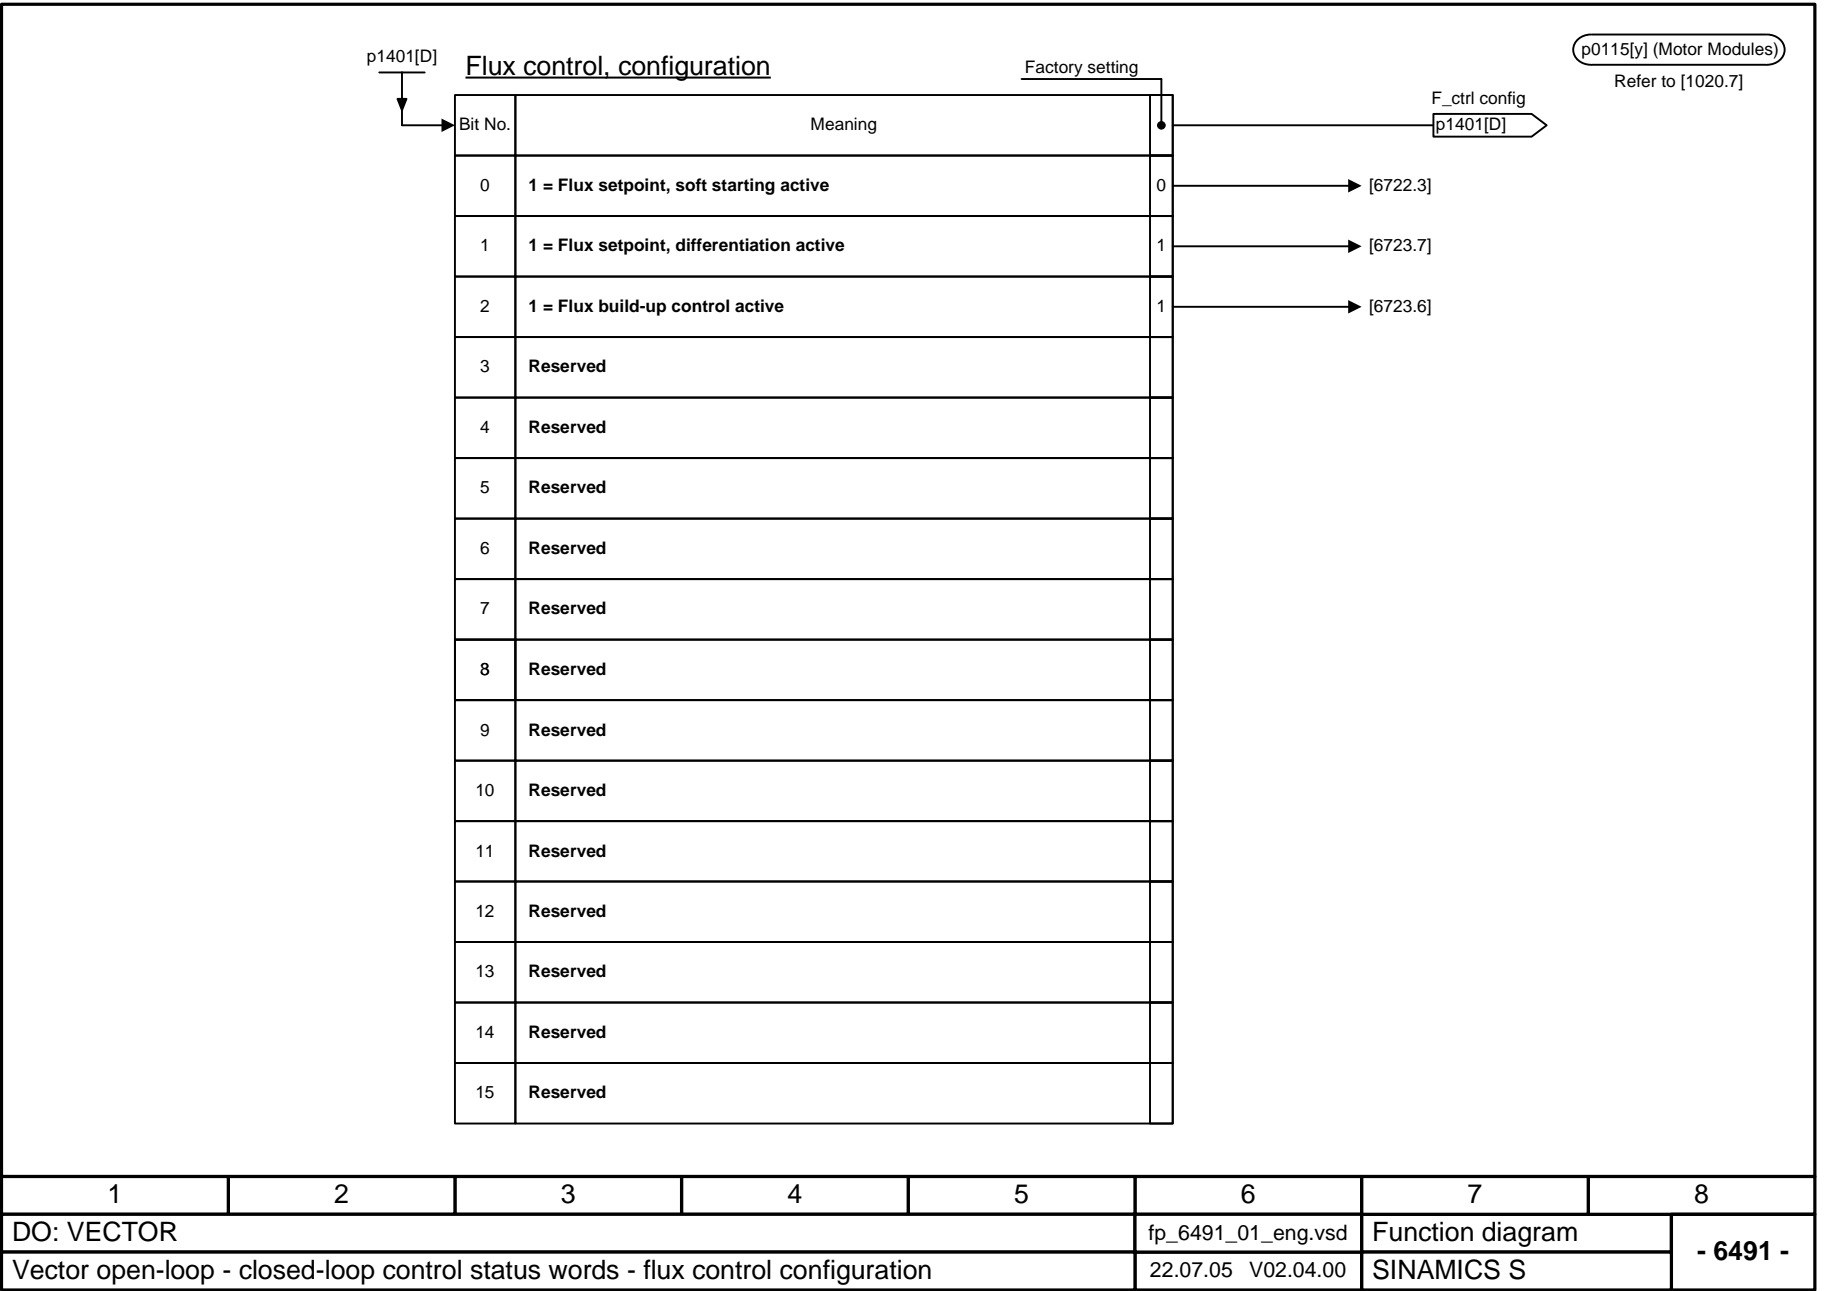 p0115[y] (Motor Modules)
Refer to [1020.7]
p1401[D]
Flux control, configuration
Factory setting
F_ctrl config
Bit No. Meaning p1401[D]
0 1 = Flux setpoint, soft starting active 0 [6722.3]
1 1 = Flux setpoint, differentiation active 1 [6723.7]
2 1 = Flux build-up control active 1 [6723.6]
3 Reserved
4 Reserved
5 Reserved
6 Reserved
7 Reserved
8 Reserved
9 Reserved
10 Reserved
11 Reserved
12 Reserved
13 Reserved
14 Reserved
15 Reserved
1 2 3 4 5 6 7 8
DO: VECTOR fp_6491_01_eng.vsd Function diagram
- 6491 -
Vector open-loop - closed-loop control status words - flux control configuration 22.07.05 V02.04.00 SINAMICS S